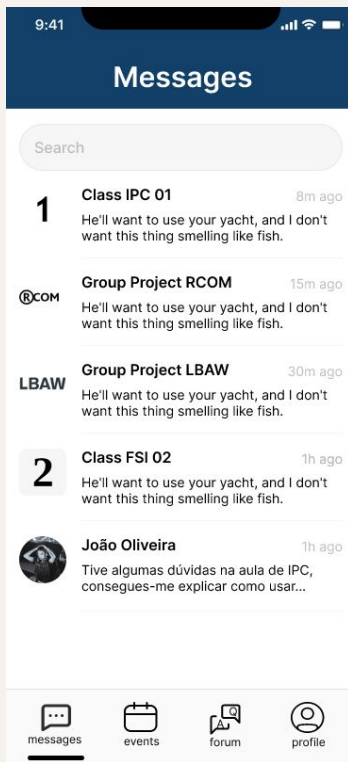 9:41
Messages
Search
1
Class IPC 01
8m ago
He'll want to use your yacht, and I don't
want this thing smelling like fish.
RCOM
Group Project RCOM
15m ago
He'll want to use your yacht, and I don't
want this thing smelling like fish.
LBAW
Group Project LBAW
30m ago
He'll want to use your yacht, and I don't
want this thing smelling like fish.
2
Class FSI 02
1h ago
He'll want to use your yacht, and I don't
want this thing smelling like fish.
João Oliveira
1h ago
Tive algumas dúvidas na aula de IPC,
consegues-me explicar como usar...
Q
A
messages
events
forum
profile